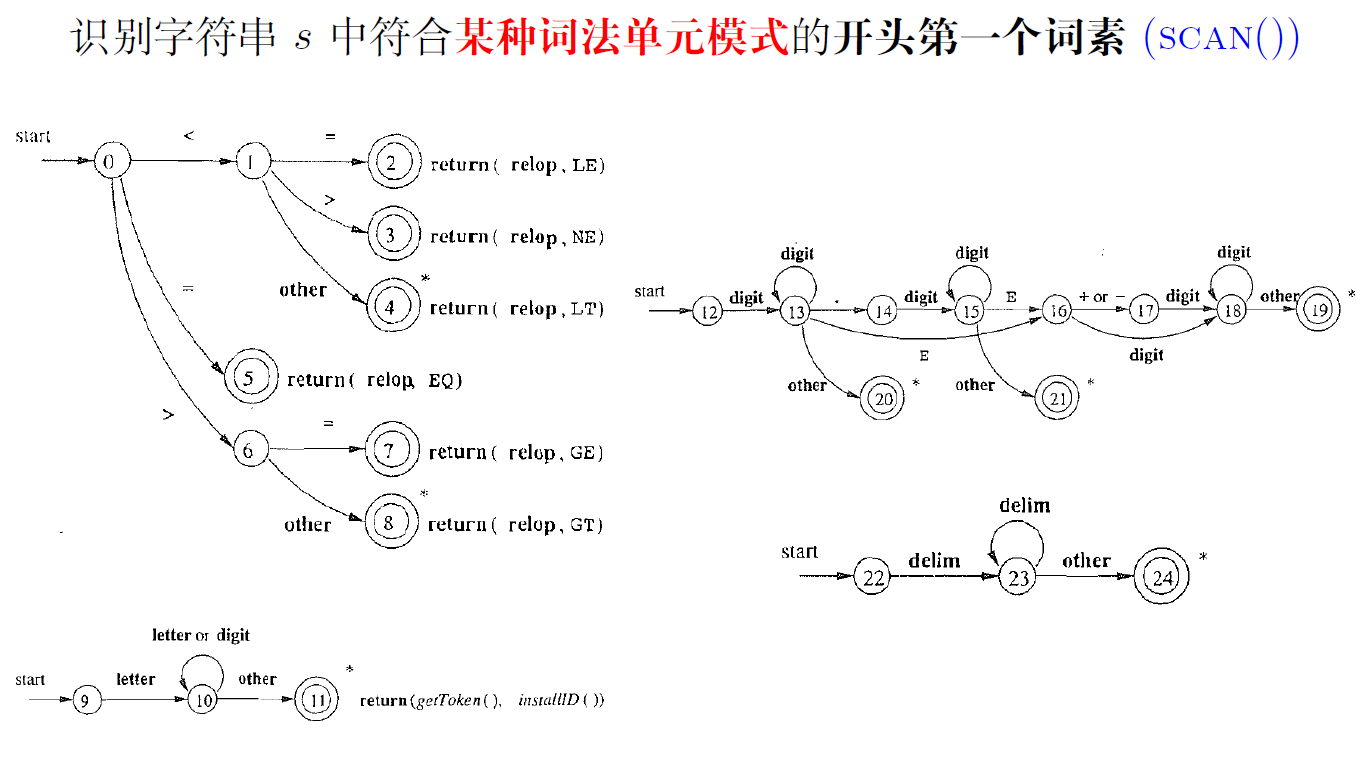 识别字符串 s 中符合某种词法单元模式的开头第一个词素 (SCAN())
start
0
<
1
=
2
return( relop, LE)
>
3
return( relop, NE)
other
4
*
return( relop, LT)
=
5
return( relop, EQ)
>
6
=
7
return( relop, GE)
other
8
*
return( relop, GT)
start
9
letter
letter or digit
10
other
11
*
return(getToken(), installID())
start
12
digit
digit
13
.
14
digit
digit
15
E
16
+ or -
17
digit
digit
18
other
19
*
E
digit
other
20
*
other
21
*
start
22
delim
delim
23
other
24
*